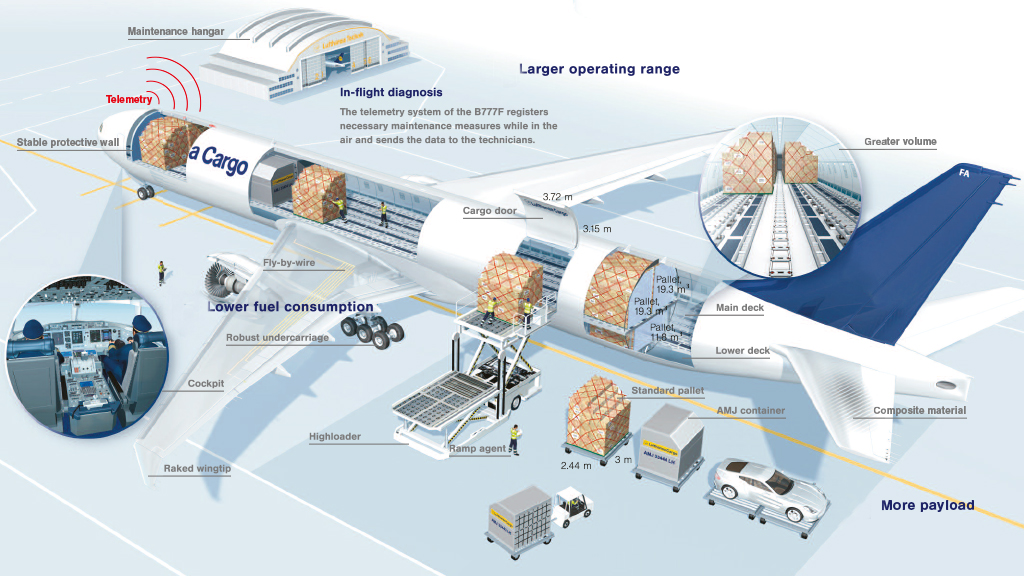 Maintenance hangar
Lufthansa Technik
Larger operating range
Telemetry
In-flight diagnosis
The telemetry system of the B777F registers
necessary maintenance measures while in the
air and sends the data to the technicians.
Stable protective wall
a Cargo
Greater volume
FA
3.72 m
Cargo door
3.15 m
Fly-by-wire
Pallet,
19.3 m³
Pallet,
19.3 m³
Pallet,
11.6 m³
Lower fuel consumption
Main deck
Robust undercarriage
Lower deck
Cockpit
Standard pallet
AMJ container
Composite material
Highloader
Ramp agent
2.44 m
3 m
Raked wingtip
More payload